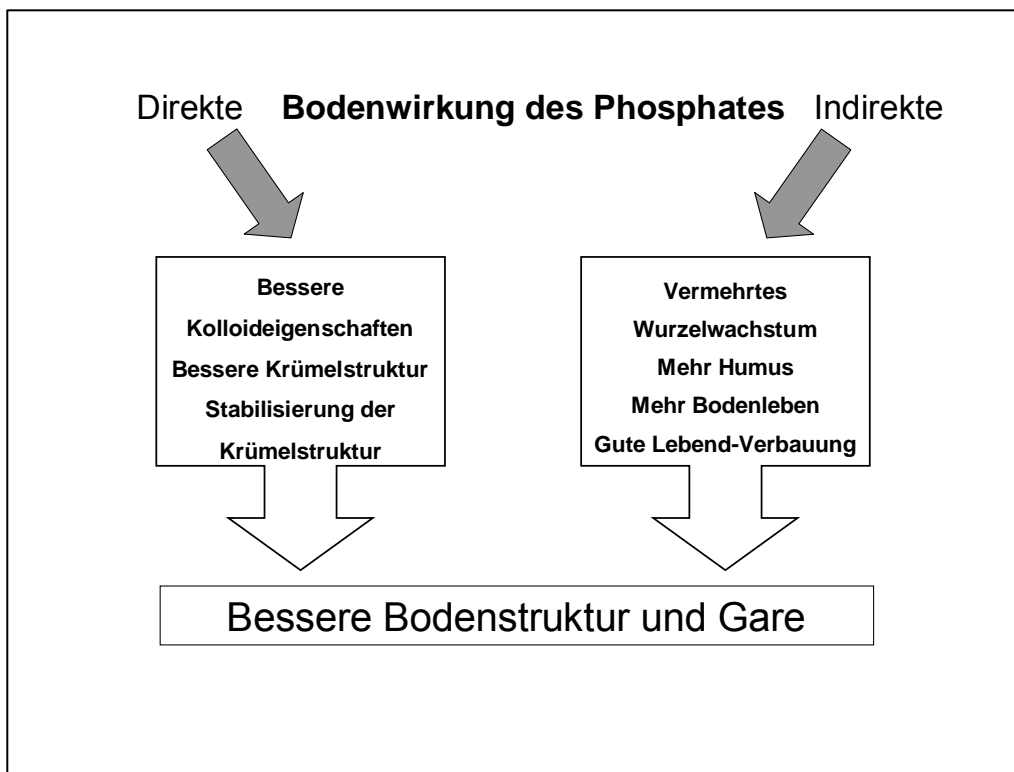 Direkte Bodenwirkung des Phosphates Indirekte
Bessere
Kolloideigenschaften
Bessere Krümelstruktur
Stabilisierung der
Krümelstruktur
Vermehrtes
Wurzelwachstum
Mehr Humus
Mehr Bodenleben
Gute Lebend-Verbauung
Bessere Bodenstruktur und Gare